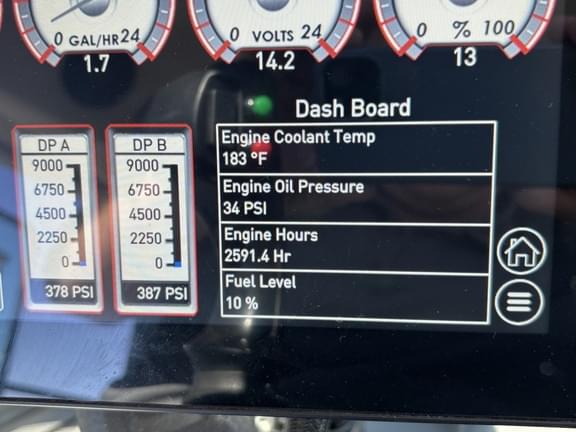 0 GAL/HR 24
1.7
0 VOLTS 24
14.2
0 % 100
13
Dash Board
DP A
9000
6750
4500
2250
0
378 PSI
DP B
9000
6750
4500
2250
0
387 PSI
Engine Coolant Temp
183 °F
Engine Oil Pressure
34 PSI
Engine Hours
2591.4 Hr
Fuel Level
10 %